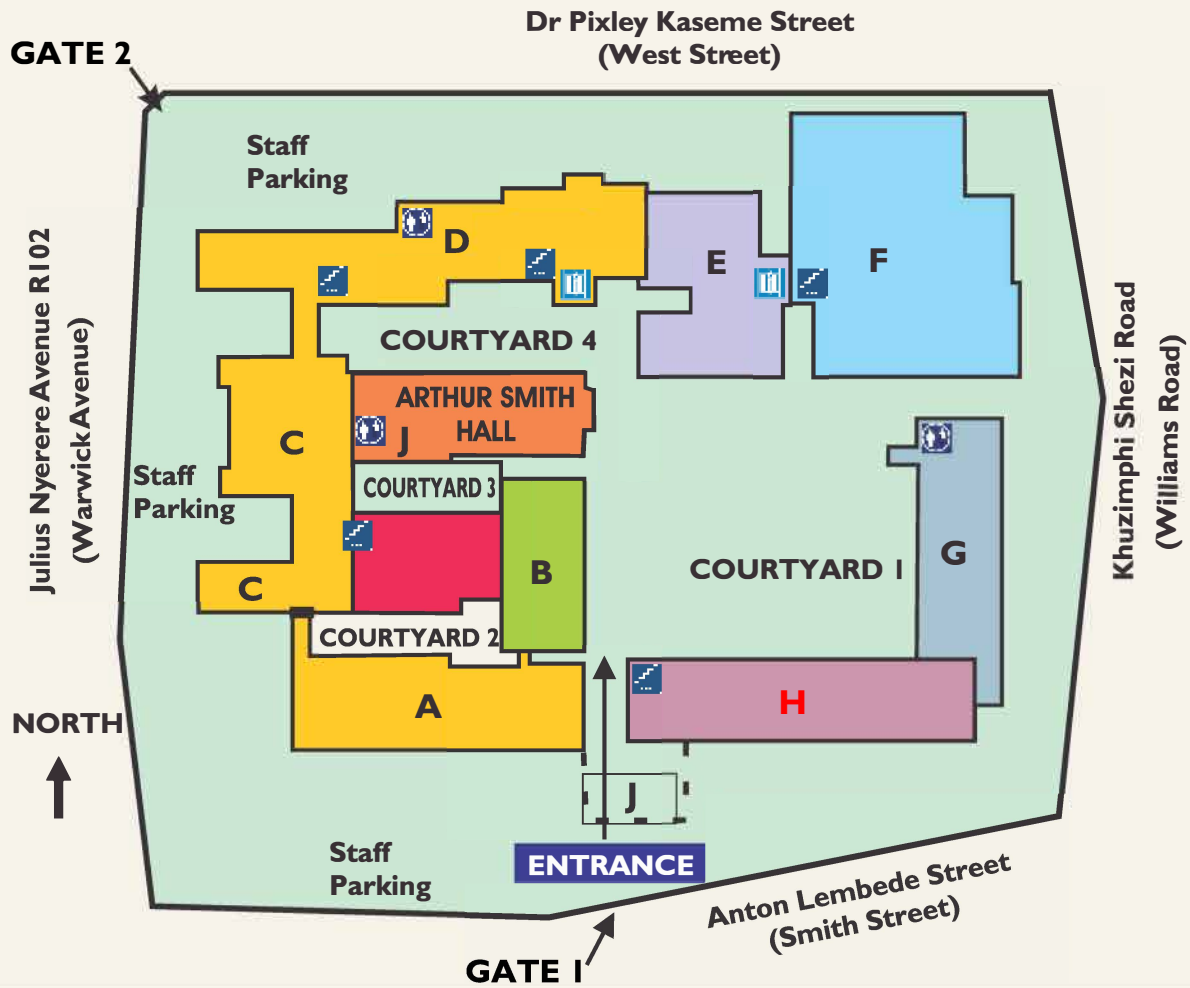 Dr Pixley Kaseme Street
(West Street)
GATE 2
Staff
Parking
D
E
F
Julius Nyerere Avenue R102
(Warwick Avenue)
COURTYARD 4
ARTHUR SMITH
HALL
J
C
Staff
Parking
COURTYARD 3
C
B
COURTYARD 1
G
Khuzimphi Shezi Road
(Williams Road)
COURTYARD 2
A
H
NORTH
J
ENTRANCE
Staff
Parking
Anton Lembede Street
(Smith Street)
GATE 1